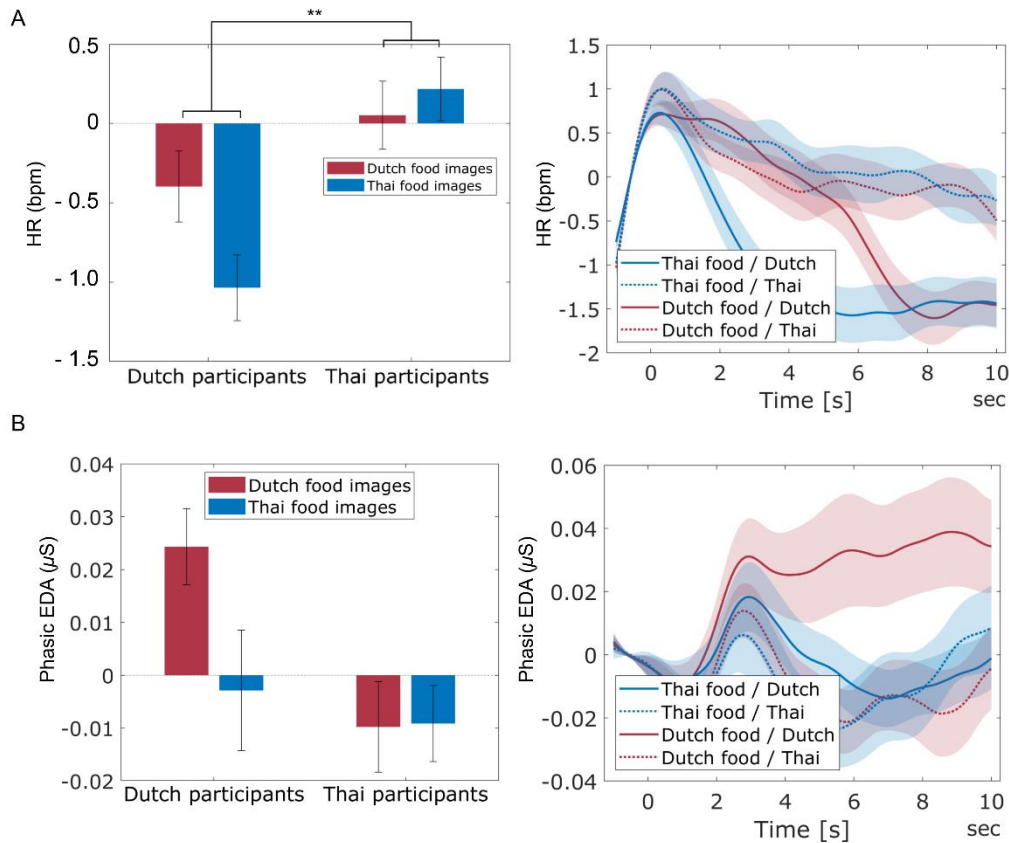 A
**
HR (bpm)
0.5
0
- 0.5
- 1.0
- 1.5
Dutch food images
Thai food images
Dutch participants
Thai participants
HR (bpm)
1.5
1
0.5
0
-0.5
-1
-1.5
-2
Thai food / Dutch
Thai food / Thai
Dutch food / Dutch
Dutch food / Thai
0 2 4 6 8 10
Time [s]
sec
B
Phasic EDA (µS)
0.04
0.03
0.02
0.01
0
-0.01
-0.02
Dutch food images
Thai food images
Dutch participants
Thai participants
Phasic EDA (µS)
0.06
0.04
0.02
0
-0.02
-0.04
Thai food / Dutch
Thai food / Thai
Dutch food / Dutch
Dutch food / Thai
0 2 4 6 8 10
Time [s]
sec